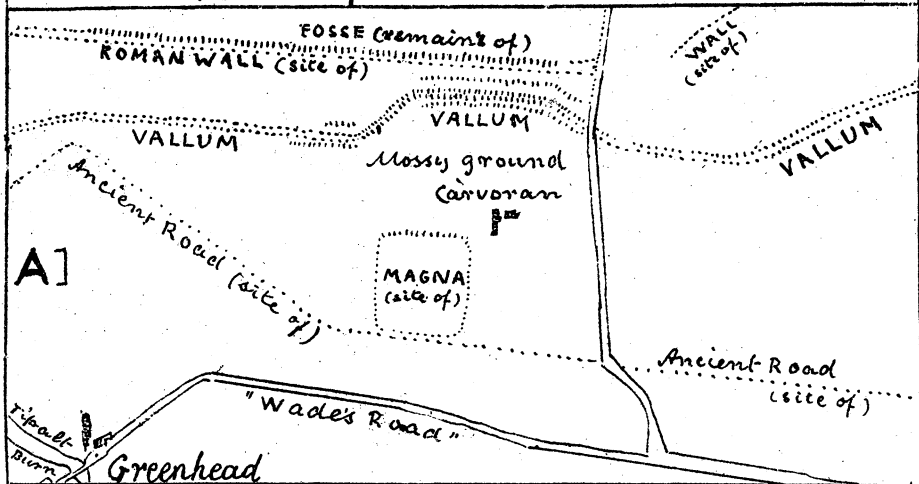 FOSSE (remains of)
ROMAN WALL (site of)
WALL
(site of)
VALLUM
VALLUM
VALLUM
Mossy ground
Carvoran
Ancient Road (site of)
A]
MAGNA
(site of)
Ancient Road
(site of)
"Wade's Road"
Tipalt
Burn
Greenhead